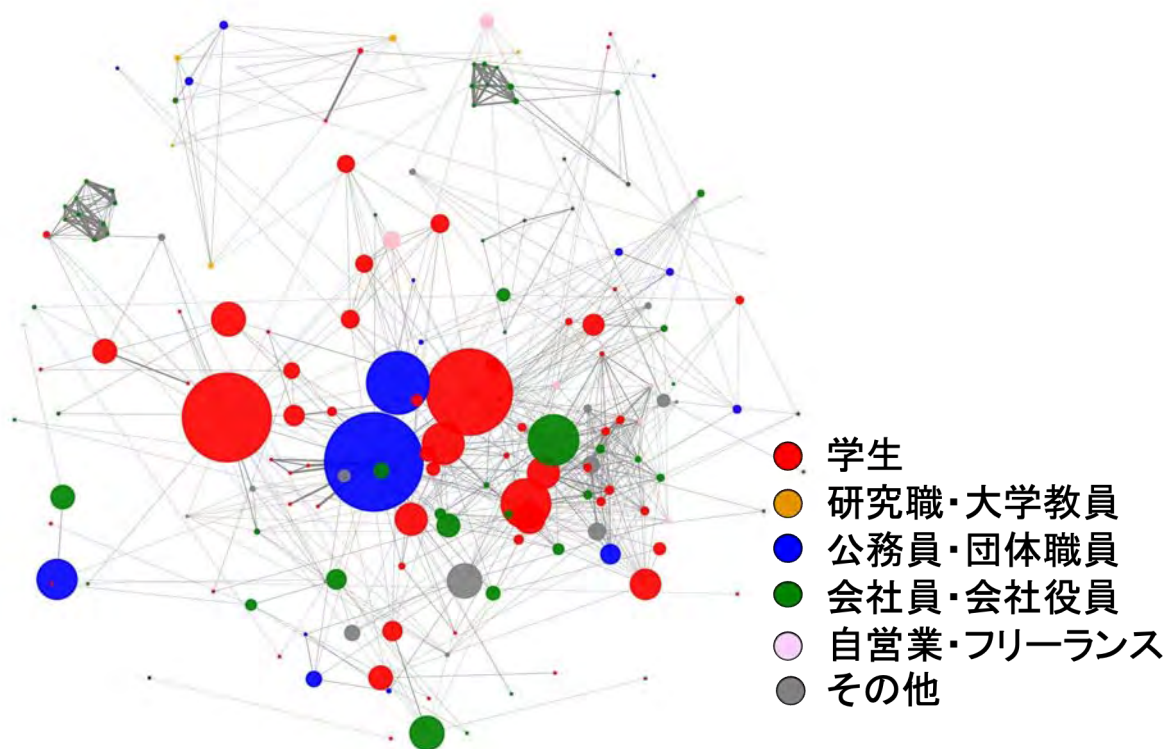 学生
研究職・大学教員
公務員・団体職員
会社員・会社役員
自営業・フリーランス
その他